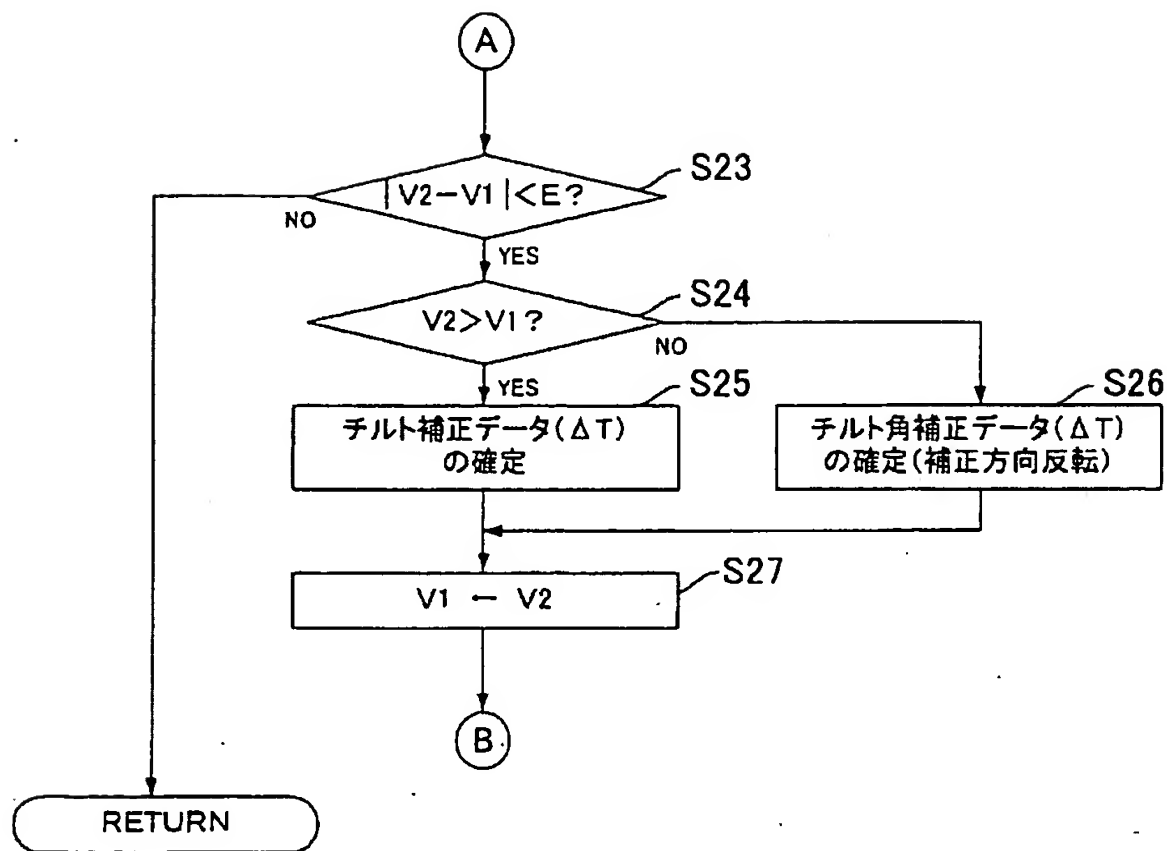 A
S23
|V2-V1|<E?
NO
YES
S24
V2>V1?
NO
YES
S25
S26
チルト補正データ(ΔT)
の確定
チルト角補正データ(ΔT)
の確定(補正方向反転)
S27
V1 ← V2
B
RETURN